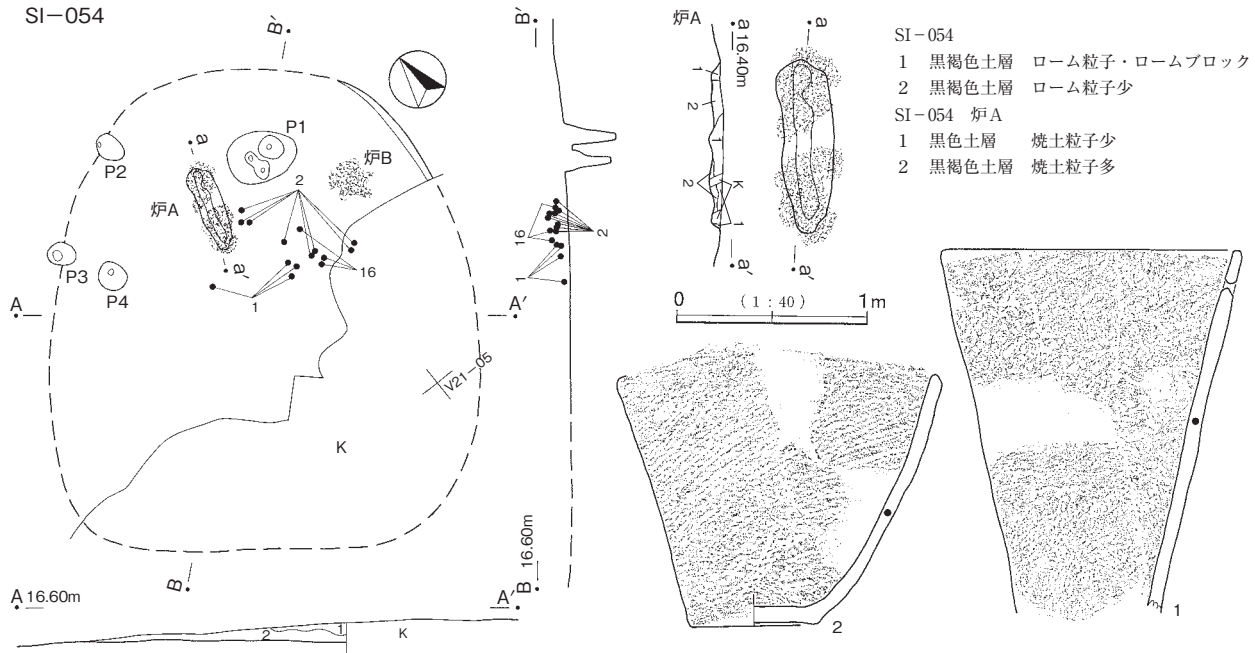 SI-054
B′
P1
P2
炉B
a
2
炉A
a′
16
P3
P4
1
A
A′
V21-05
K
B
A 16.60m
A′
2
1
K
B′
16
2
1
B 16.60m
炉A
a 16.40m
1
2
1
2
K
1
a′
a
a′
SI-054
1 黒褐色土層 ローム粒子・ロームブロック
2 黒褐色土層 ローム粒子少
SI-054 炉A
1 黒色土層 焼土粒子少
2 黒褐色土層 焼土粒子多
0 (1:40) 1m
2
1